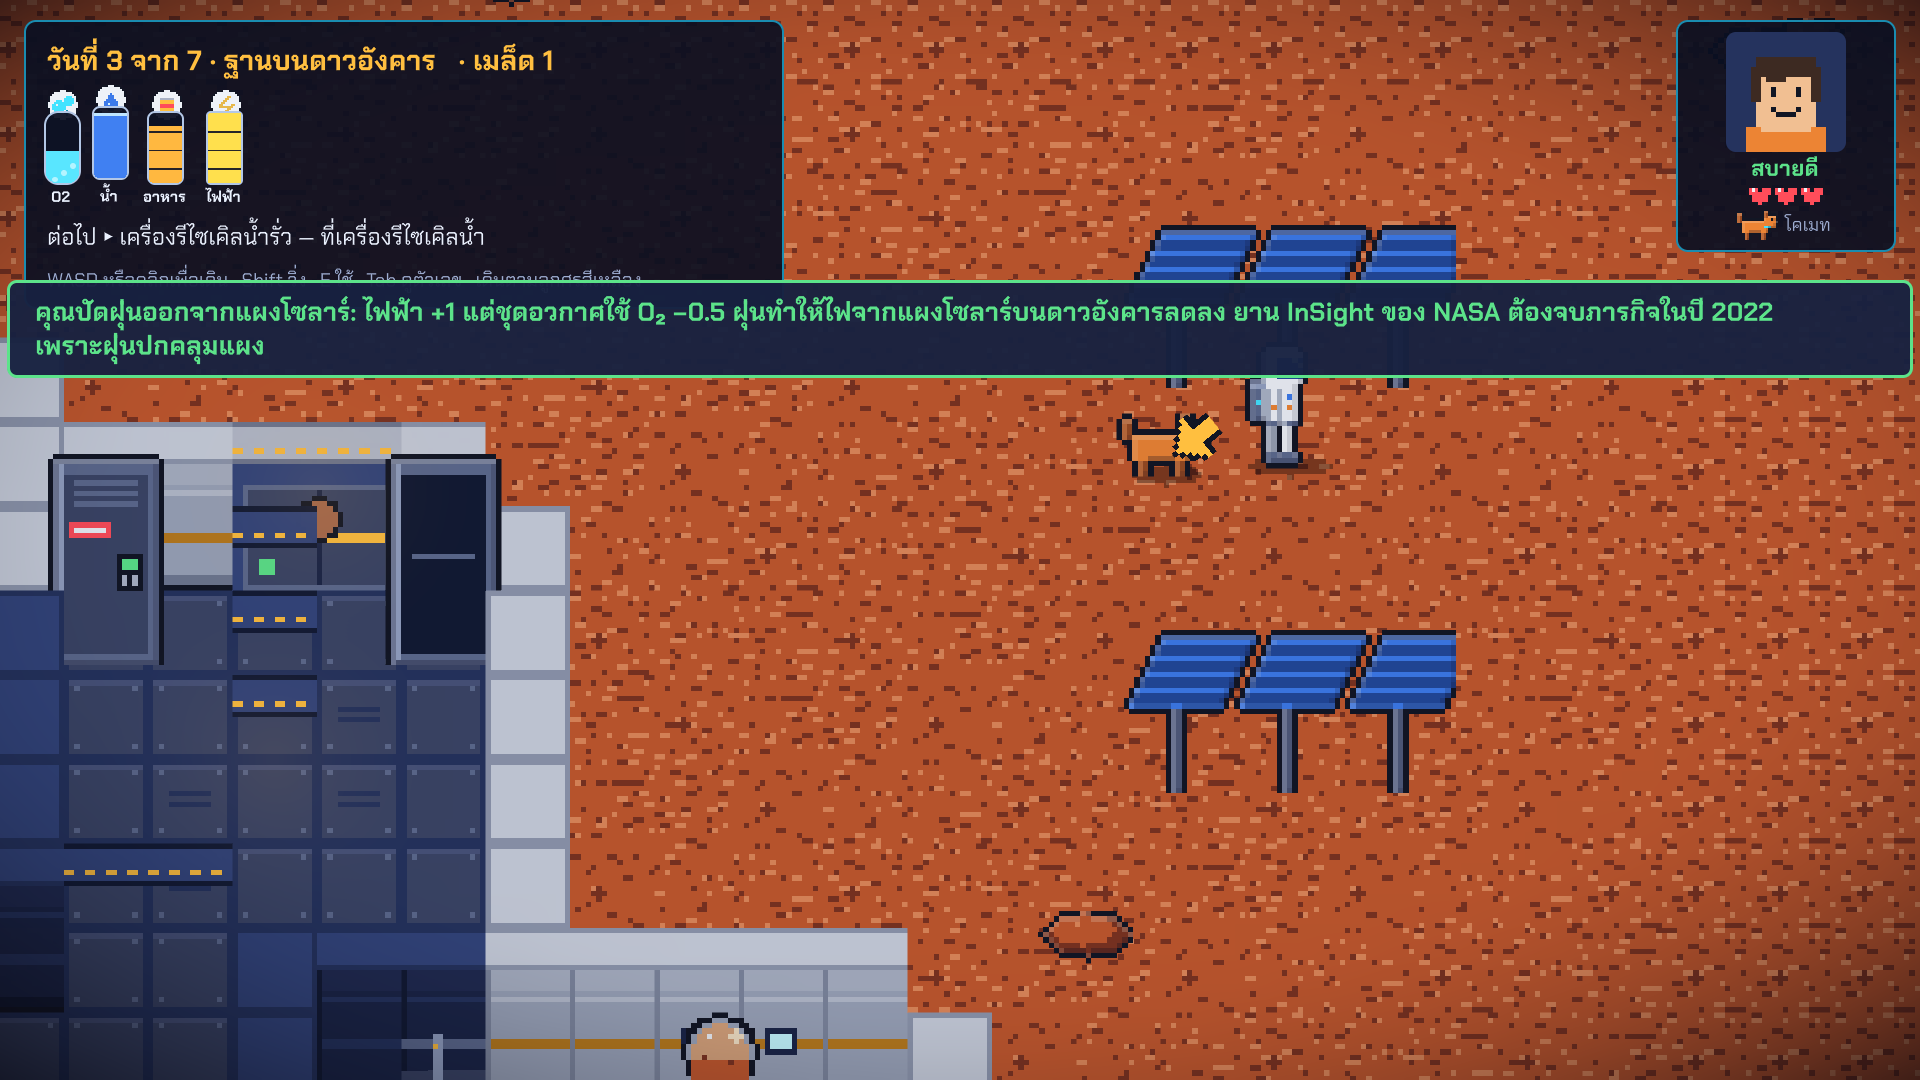 วันที่ 3 จาก 7 · ฐานบนดาวอังคาร · เมล็ด 1
O2 น้ำ อาหาร ไฟฟ้า
ต่อไป ▸ เครื่องรีไซเคิลน้ำรั่ว — ที่เครื่องรีไซเคิลน้ำ
คุณปัดฝุ่นออกจากแผงโซลาร์: ไฟฟ้า +1 แต่ชุดอวกาศใช้ O₂ −0.5 ฝุ่นทำให้ไฟจากแผงโซลาร์บนดาวอังคารลดลง ยาน InSight ของ NASA ต้องจบภารกิจในปี 2022
เพราะฝุ่นปกคลุมแผง
สบายดี
โคเมท